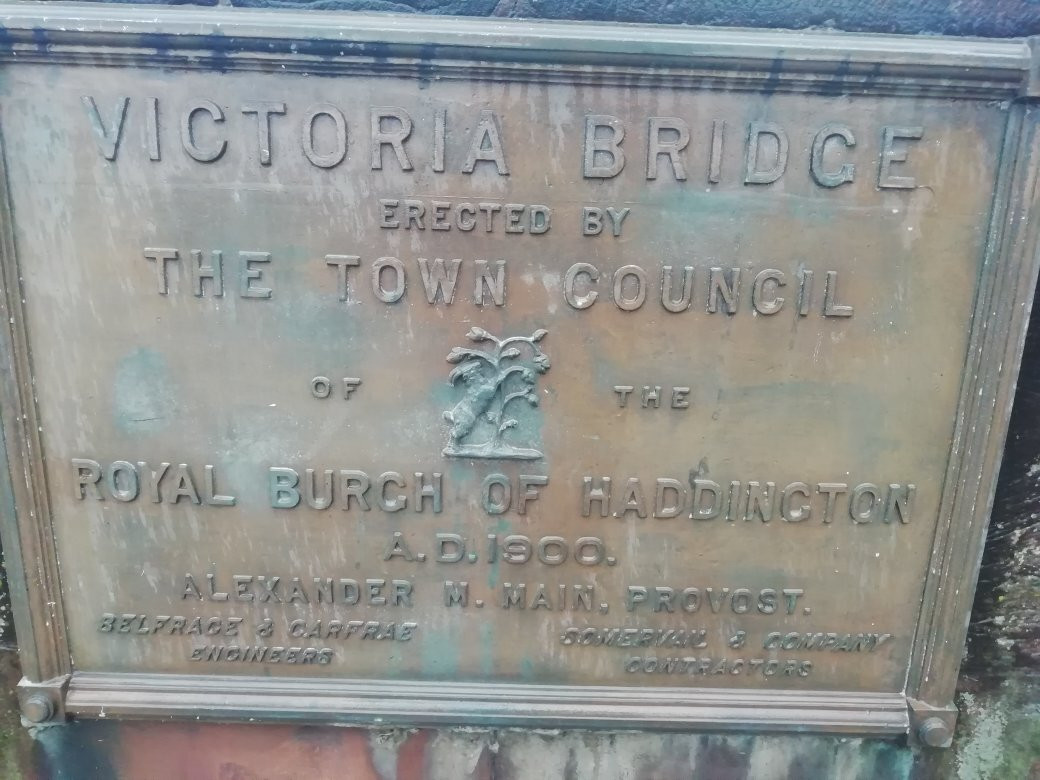 VICTORIA BRIDGE
ERECTED BY
THE TOWN COUNCIL
OF THE
ROYAL BURGH OF HADDINGTON
A.D. 1900.
ALEXANDER M. MAIN, PROVOST.
BELFRAGE & CARFRAE
ENGINEERS
SOMERVAIL & COMPANY
CONTRACTORS